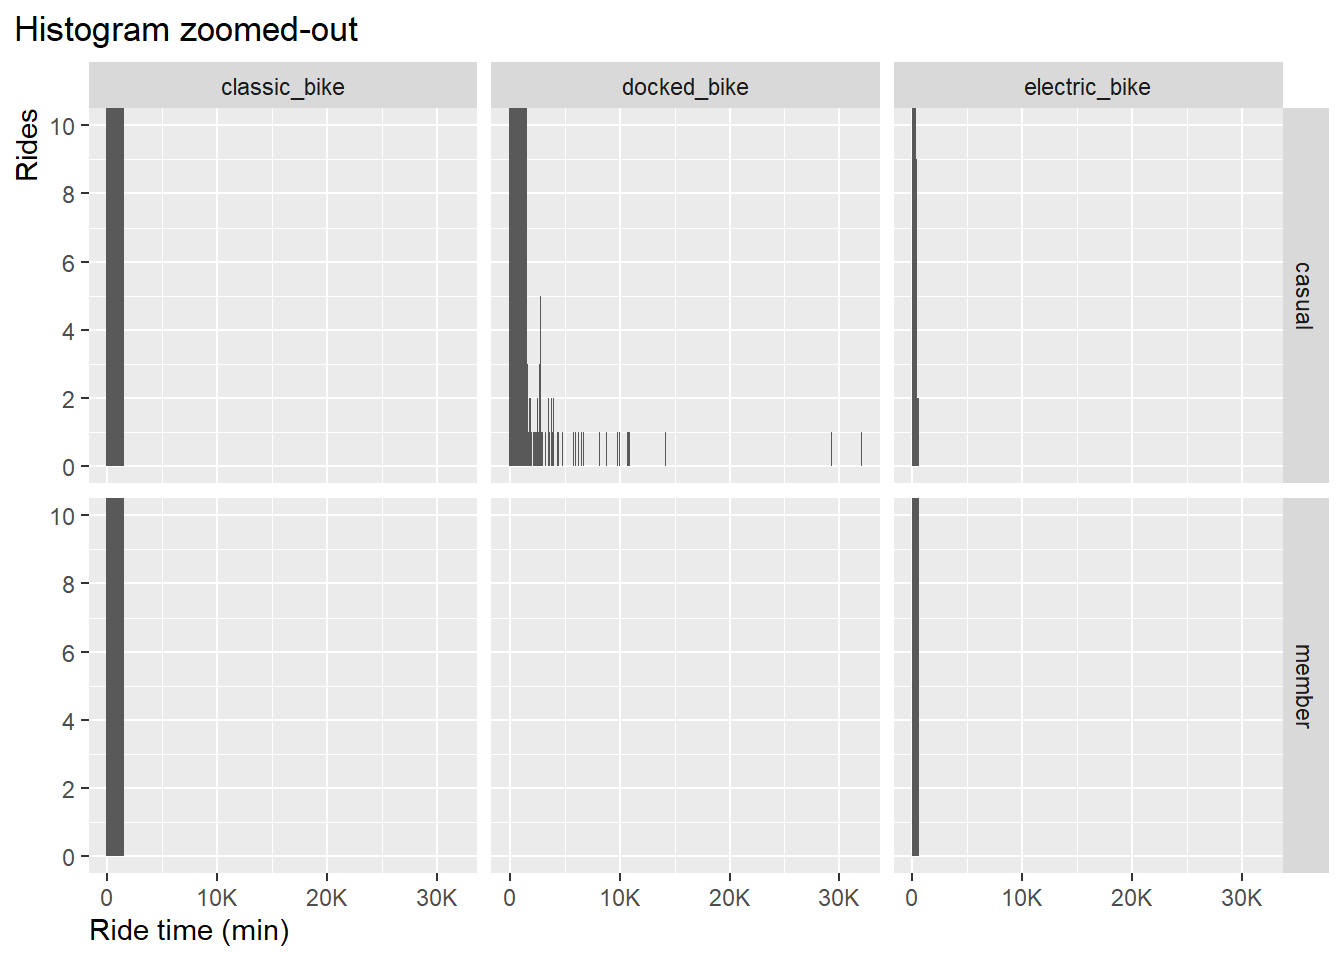 Histogram zoomed-out
classic_bike
docked_bike
electric_bike
Rides
10
8
6
4
2
0
casual
10
8
6
4
2
0
member
0
10K
20K
30K
0
10K
20K
30K
0
10K
20K
30K
Ride time (min)